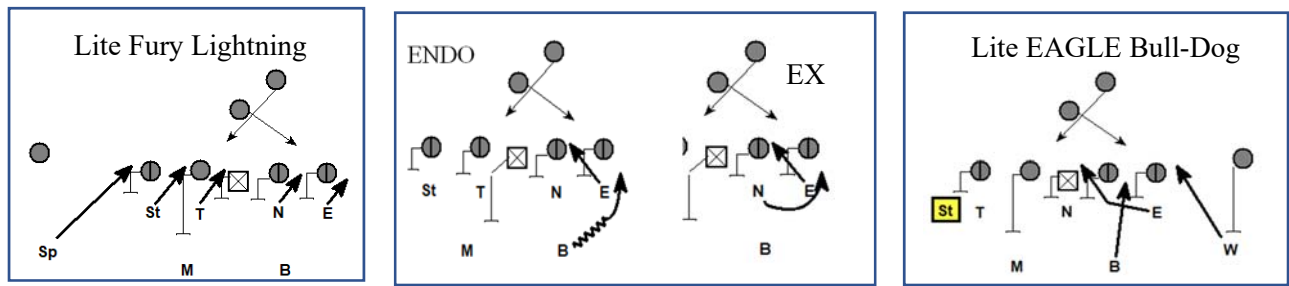 Lite Fury Lightning
St T N E
Sp
M B
ENDO
EX
St T N E
M B
N E
B
Lite EAGLE Bull-Dog
St T N E
W
M B